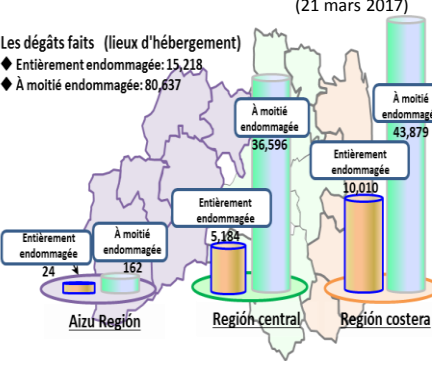 (21 mars 2017)
Les dégâts faits (lieux d'hébergement)
◆ Entièrement endommagée: 15,218
◆ À moitié endommagée: 80,637
Entièrement
endommagée
24
À moitié
endommagée
162
Aizu Región
Entièrement
endommagée
5,184
À moitié
endommagée
36,596
Región central
Entièrement
endommagée
10,010
À moitié
endommagée
43,879
Región costera